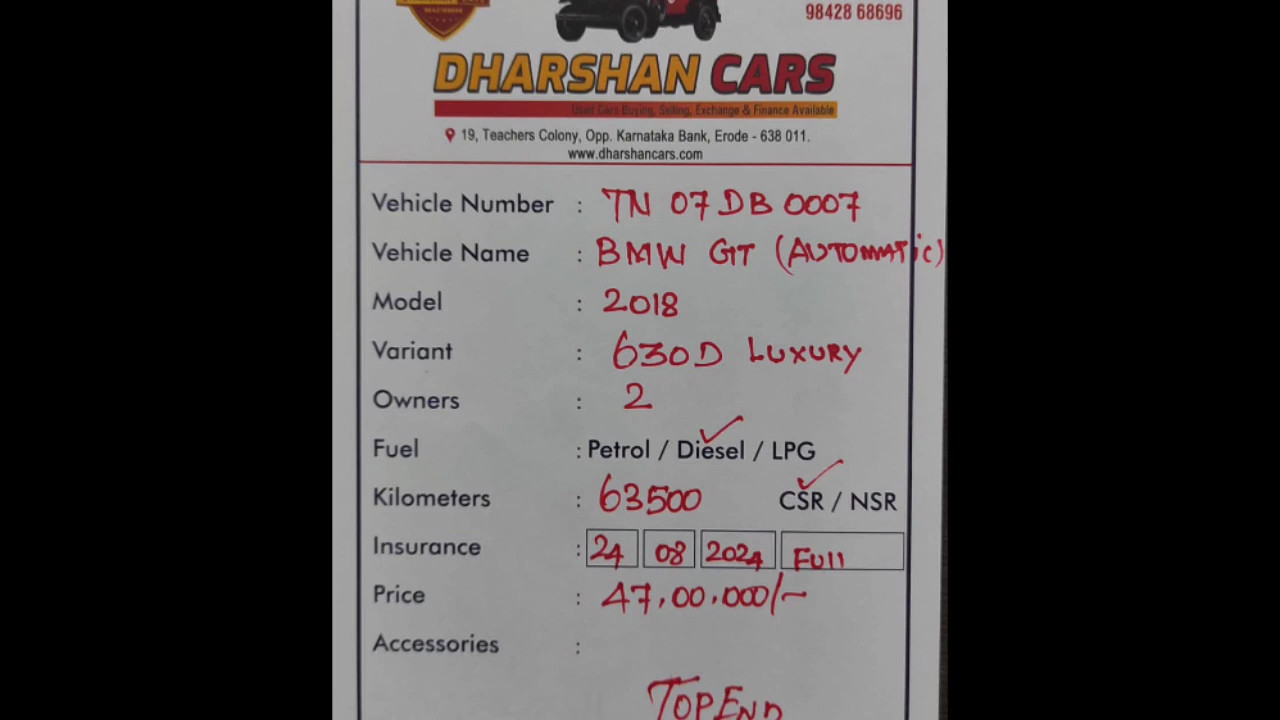 98428 68696
DHARSHAN CARS
Used Cars Buying, Selling, Exchange & Finance Available
19, Teachers Colony, Opp. Karnataka Bank, Erode - 638 011.
www.dharshancars.com
Vehicle Number : TN 07 DB 0007
Vehicle Name : BMW GT (AUTOMATiC)
Model : 2018
Variant : 630D LUXURY
Owners : 2
Fuel : Petrol / Diesel / LPG
Kilometers : 63500 CSR / NSR
Insurance : 24 08 2024 Full
Price : 47,00,000/-
Accessories :
TOP END